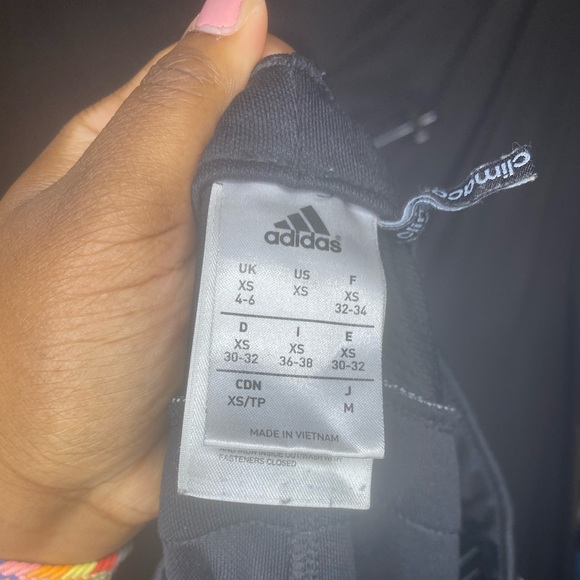 clima
adidas
UK US F
XS XS XS
4-6 32-34
D I E
XS XS XS
30-32 36-38 30-32
CDN J
XS/TP M
MADE IN VIETNAM
FASTENERS CLOSED